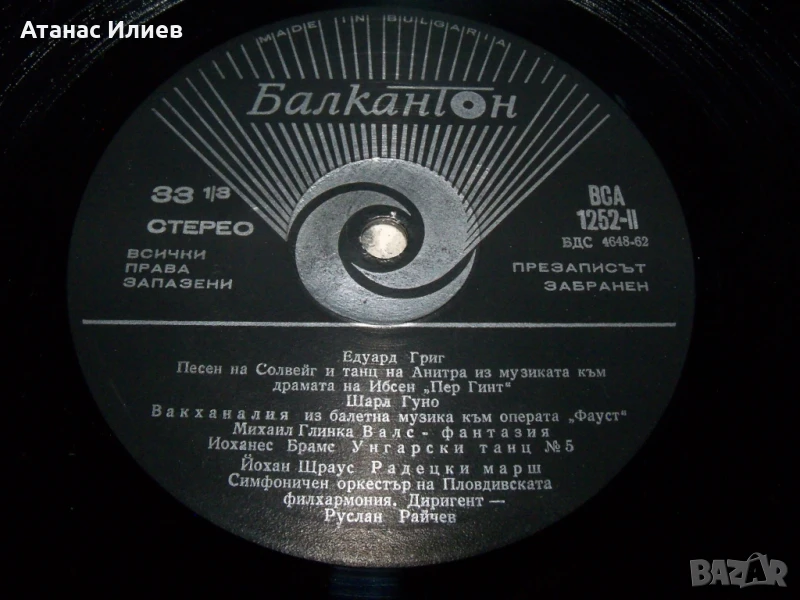 Атанас Илиев
MADE IN BULGARIA
Балкантон
33 1/3
СТЕРЕО
ВСИЧКИ
ПРАВА
ЗАПАЗЕНИ
ВСА
1252-II
БДС 4648-62
ПРЕЗАПИСЪТ
ЗАБРАНЕН
Едуард Григ
Песен на Солвейг и танц на Анитра из музиката към
драмата на Ибсен „Пер Гинт“
Шарл Гуно
Вакханалия из балетна музика към операта „Фауст“
Михаил Глинка Валс - фантазия
Йоханес Брамс Унгарски танц № 5
Йохан Щраус Радецки марш
Симфоничен оркестър на Пловдивската
филхармония. Диригент —
Руслан Райчев
BAZAR